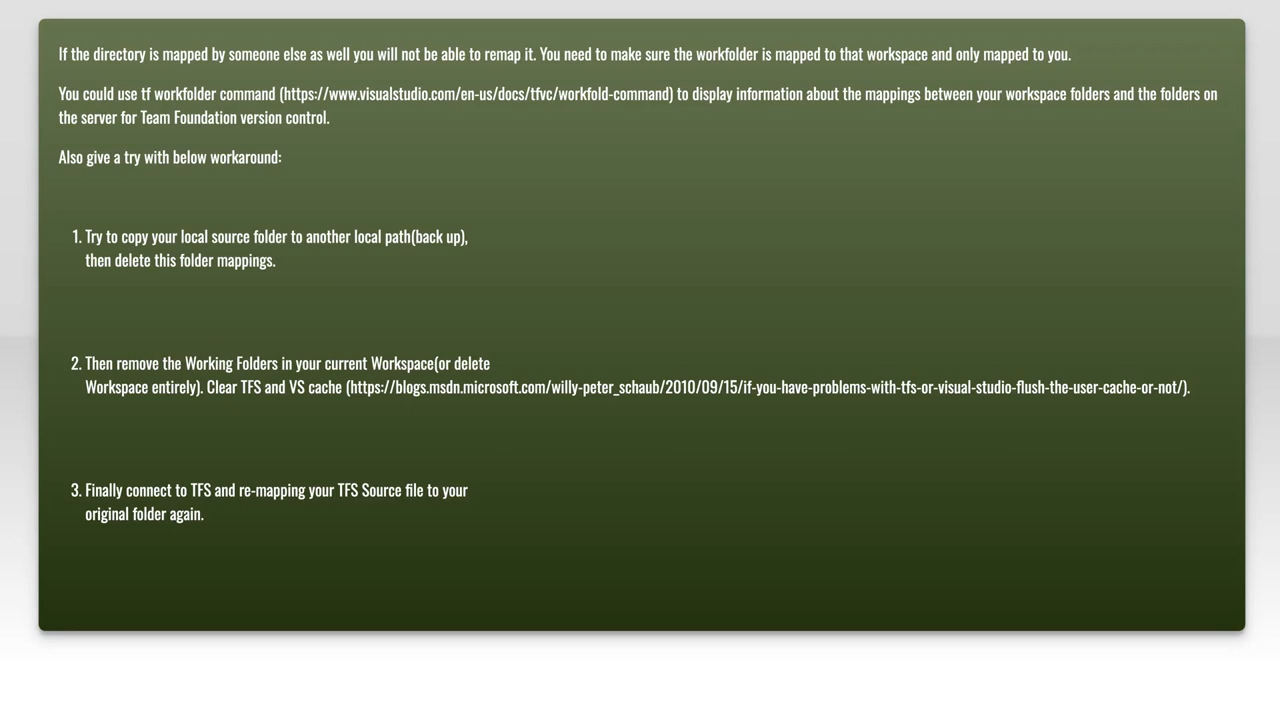 If the directory is mapped by someone else as well you will not be able to remap it. You need to make sure the workfolder is mapped to that workspace and only mapped to you.
You could use tf workfolder command (https://www.visualstudio.com/en-us/docs/tfvc/workfold-command) to display information about the mappings between your workspace folders and the folders on
the server for Team Foundation version control.
Also give a try with below workaround:
1. Try to copy your local source folder to another local path(back up),
then delete this folder mappings.
2. Then remove the Working Folders in your current Workspace(or delete
Workspace entirely). Clear TFS and VS cache (https://blogs.msdn.microsoft.com/willy-peter_schaub/2010/09/15/if-you-have-problems-with-tfs-or-visual-studio-flush-the-user-cache-or-not/).
3. Finally connect to TFS and re-mapping your TFS Source file to your
original folder again.